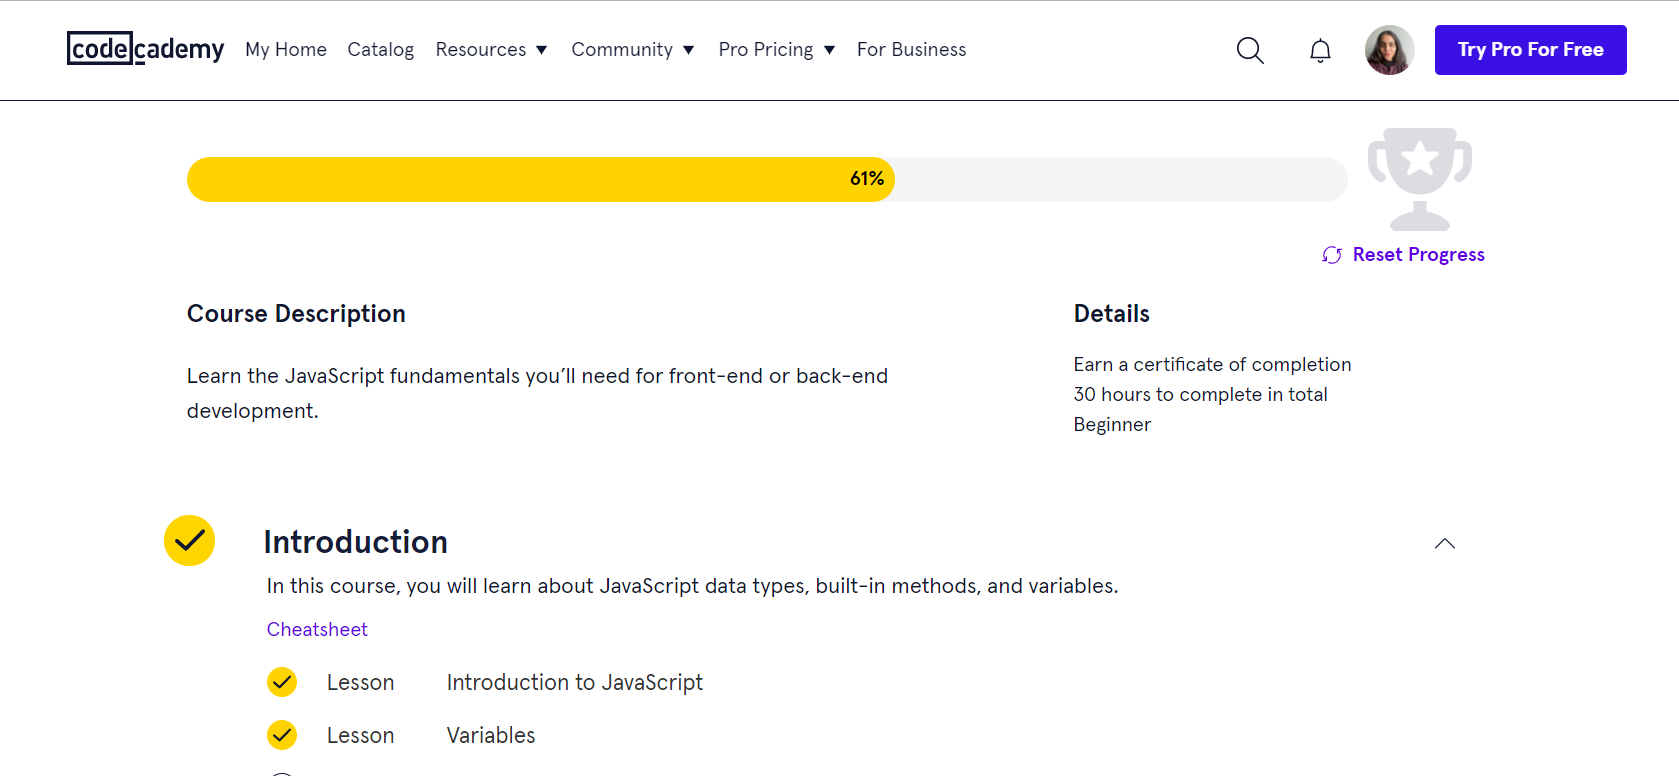 codecademy My Home Catalog Resources Community Pro Pricing For Business Try Pro For Free
61%
Reset Progress
Course Description
Learn the JavaScript fundamentals you’ll need for front-end or back-end
development.
Details
Earn a certificate of completion
30 hours to complete in total
Beginner
Introduction
In this course, you will learn about JavaScript data types, built-in methods, and variables.
Cheatsheet
Lesson Introduction to JavaScript
Lesson Variables